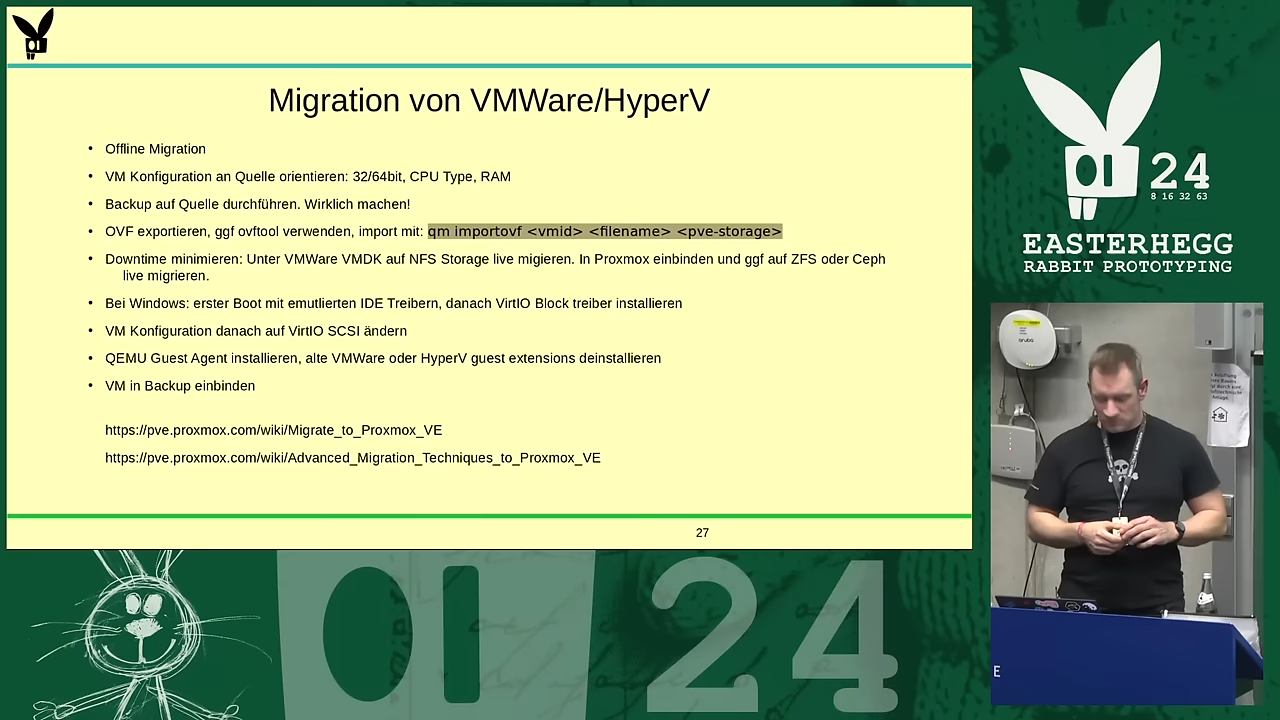 Migration von VMWare/HyperV
• Offline Migration
• VM Konfiguration an Quelle orientieren: 32/64bit, CPU Type, RAM
• Backup auf Quelle durchführen. Wirklich machen!
• OVF exportieren, ggf ovftool verwenden, import mit: qm importovf <vmid> <filename> <pve-storage>
• Downtime minimieren: Unter VMWare VMDK auf NFS Storage live migieren. In Proxmox einbinden und ggf auf ZFS oder Ceph
live migrieren.
• Bei Windows: erster Boot mit emutlierten IDE Treibern, danach VirtIO Block treiber installieren
• VM Konfiguration danach auf VirtIO SCSI ändern
• QEMU Guest Agent installieren, alte VMWare oder HyperV guest extensions deinstallieren
• VM in Backup einbinden
https://pve.proxmox.com/wiki/Migrate_to_Proxmox_VE
https://pve.proxmox.com/wiki/Advanced_Migration_Techniques_to_Proxmox_VE
27
24
8 16 32 63
EASTERHEGG
RABBIT PROTOTYPING
aruba
E
24